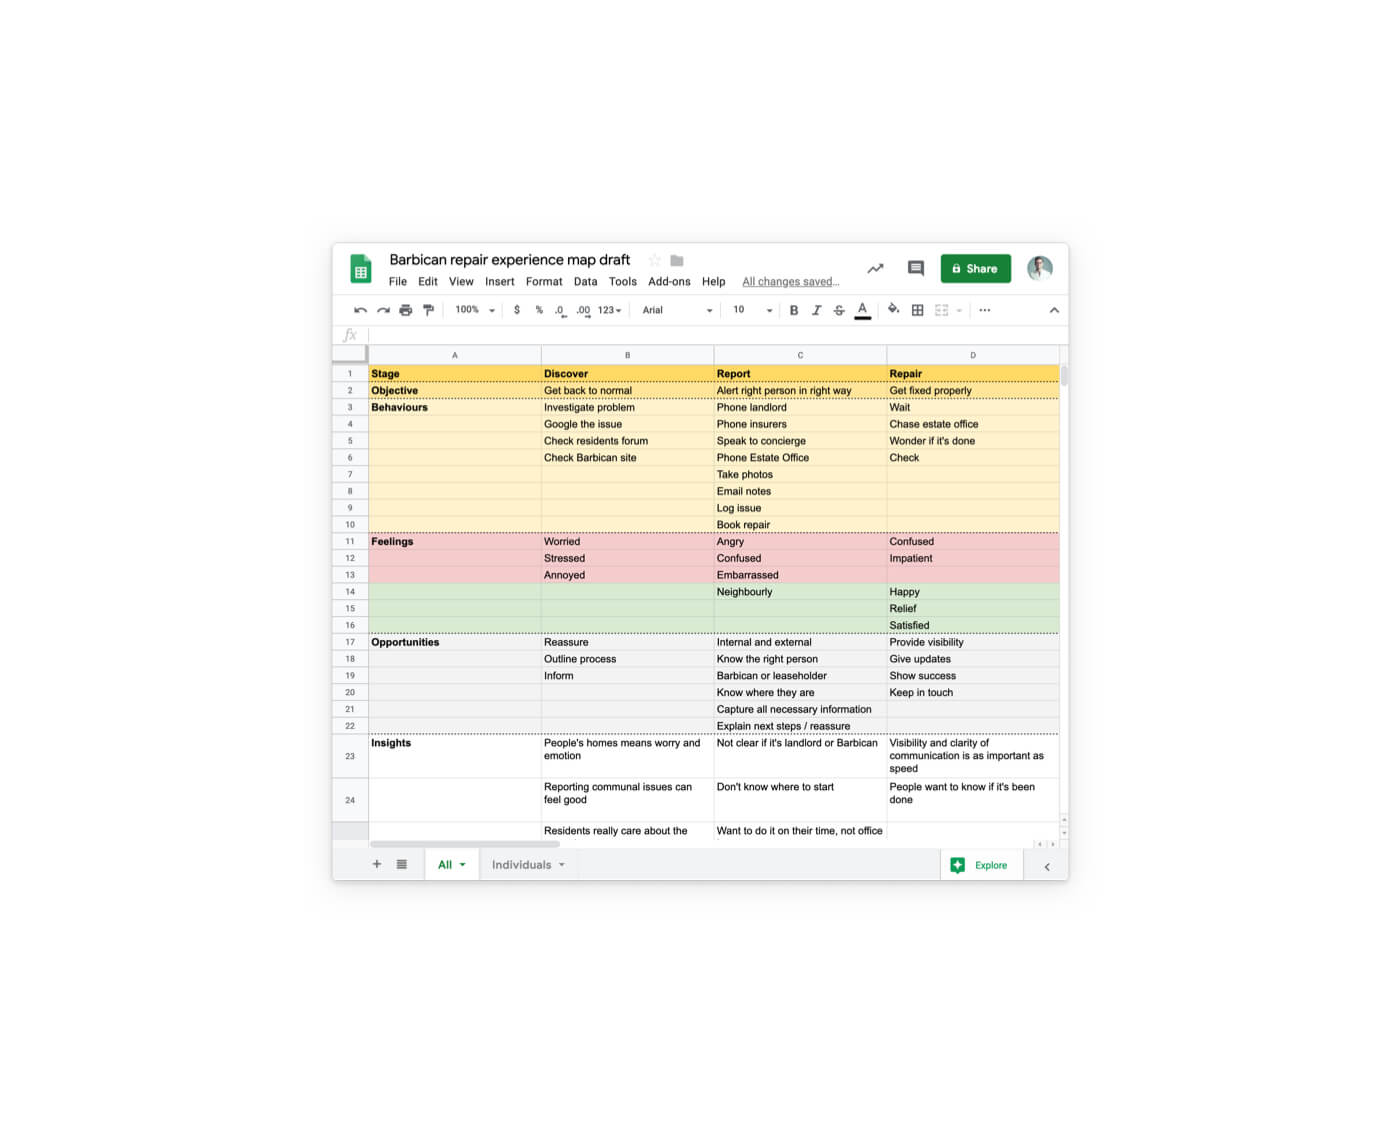 Barbican repair experience map draft
File Edit View Insert Format Data Tools Add-ons Help All changes saved...
Share
100% $ % .0 .00 123 Arial 10 B I S A ...
fx
A B C D
1 Stage Discover Report Repair
2 Objective Get back to normal Alert right person in right way Get fixed properly
3 Behaviours Investigate problem Phone landlord Wait
4 Google the issue Phone insurers Chase estate office
5 Check residents forum Speak to concierge Wonder if it's done
6 Check Barbican site Phone Estate Office Check
7 Take photos
8 Email notes
9 Log issue
10 Book repair
11 Feelings Worried Angry Confused
12 Stressed Confused Impatient
13 Annoyed Embarrassed
14 Neighbourly Happy
15 Relief
16 Satisfied
17 Opportunities Reassure Internal and external Provide visibility
18 Outline process Know the right person Give updates
19 Inform Barbican or leaseholder Show success
20 Know where they are Keep in touch
21 Capture all necessary information
22 Explain next steps / reassure
Insights People's homes means worry and Not clear if it's landlord or Barbican Visibility and clarity of
23 emotion communication is as important as
speed
Reporting communal issues can Don't know where to start People want to know if it's been
24 feel good done
Residents really care about the Want to do it on their time, not office
+ All Individuals Explore